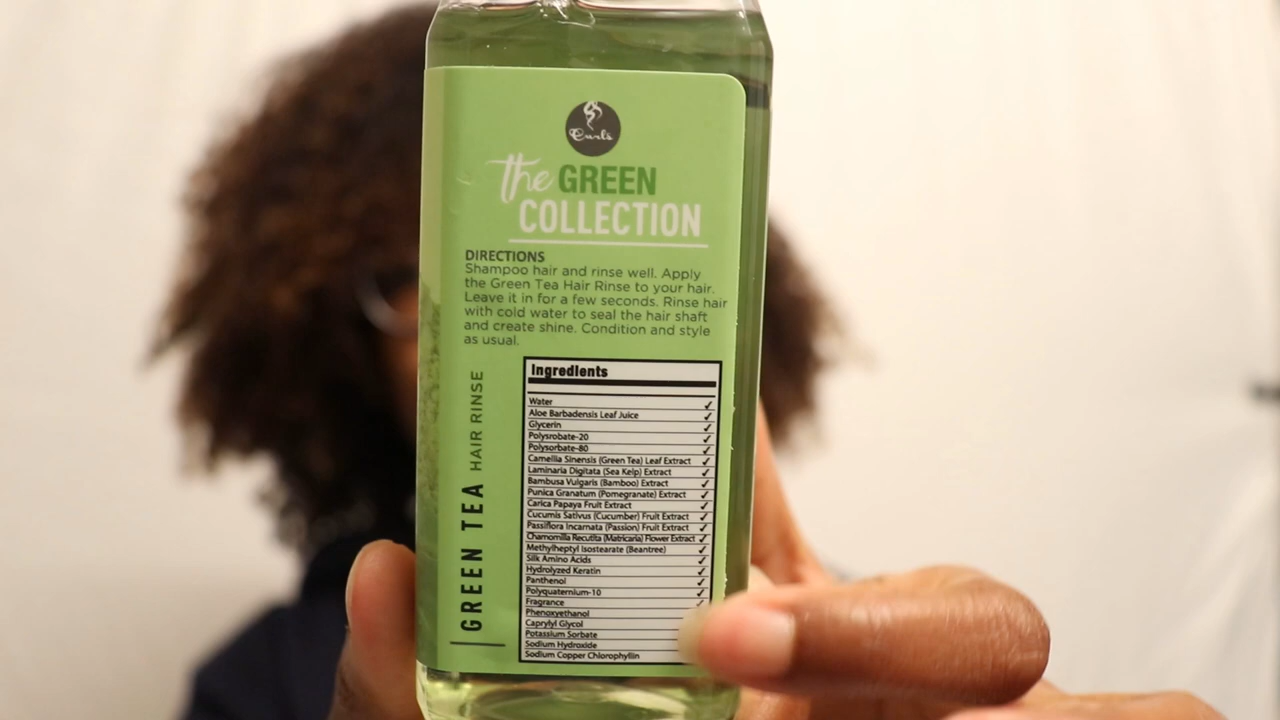 Curls
the GREEN
COLLECTION
DIRECTIONS
Shampoo hair and rinse well. Apply
the Green Tea Hair Rinse to your hair.
Leave it in for a few seconds. Rinse hair
with cold water to seal the hair shaft
and create shine. Condition and style
as usual.
GREEN TEA HAIR RINSE
Ingredients
Water ✓
Aloe Barbadensis Leaf Juice ✓
Glycerin ✓
Polysrobate-20 ✓
Polysorbate-80 ✓
Camellia Sinensis (Green Tea) Leaf Extract ✓
Laminaria Digitata (Sea Kelp) Extract ✓
Bambusa Vulgaris (Bamboo) Extract ✓
Punica Granatum (Pomegranate) Extract ✓
Carica Papaya Fruit Extract ✓
Cucumis Sativus (Cucumber) Fruit Extract ✓
Passiflora Incarnata (Passion) Fruit Extract ✓
Chamomilla Recutita (Matricaria) Flower Extract ✓
Methylheptyl Isostearate (Beantree) ✓
Silk Amino Acids ✓
Hydrolyzed Keratin ✓
Panthenol ✓
Polyquaternium-10 ✓
Fragrance ✓
Phenoxyethanol
Caprylyl Glycol
Potassium Sorbate
Sodium Hydroxide
Sodium Copper Chlorophyllin